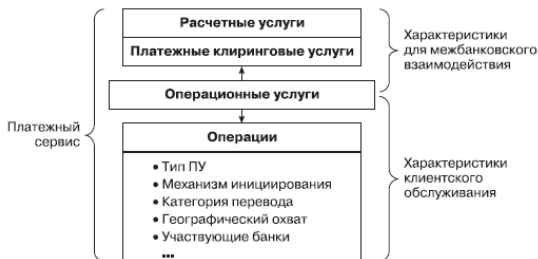 Расчетные услуги
Платежные клиринговые услуги
Операционные услуги
Операции
• Тип ПУ
• Механизм инициирования
• Категория перевода
• Географический охват
• Участвующие банки
...
Платежный
сервис
Характеристики
для межбанковского
взаимодействия
Характеристики
клиентского
обслуживания